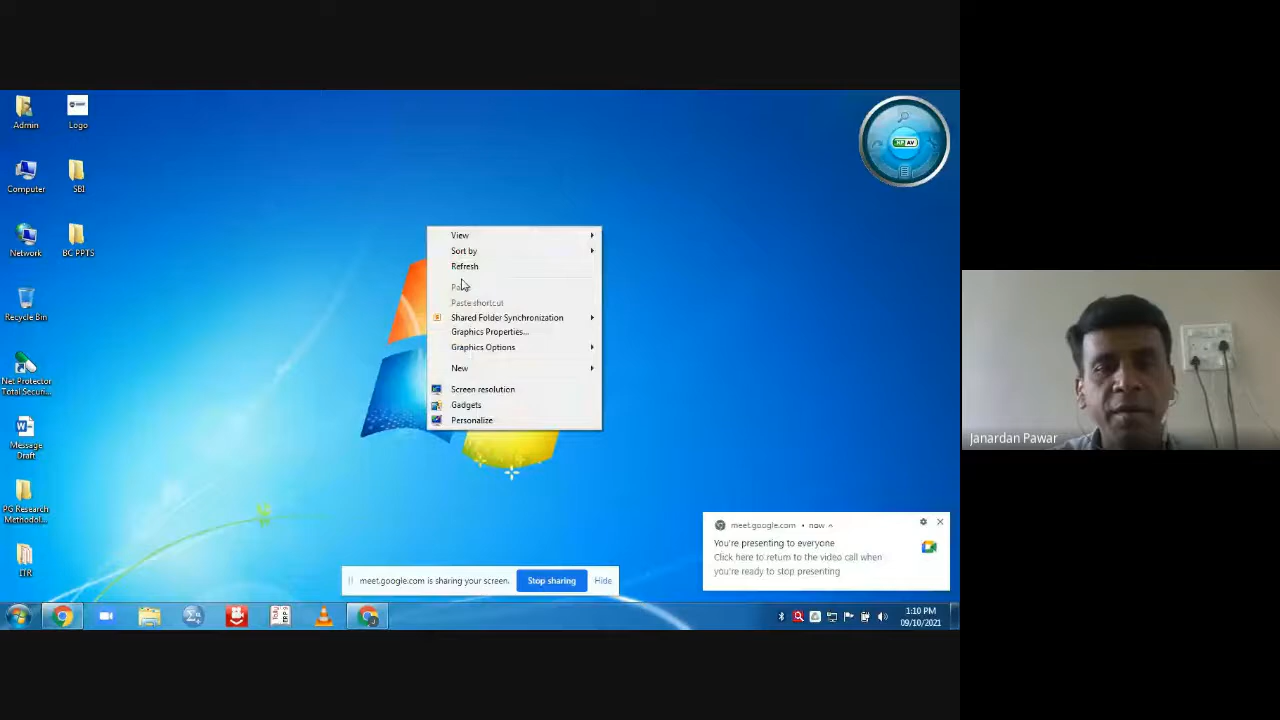 Admin
Logo
Computer
SBI
Network
BC PPTS
Recycle Bin
Net Protector
Total Securi...
Message
Draft
PG Research
Metnodol...
ITR
View
Sort by
Refresh
Paste shortcut
Shared Folder Synchronization
Graphics Properties...
Graphics Options
New
Screen resolution
Gadgets
Personalize
AV
Janardan Pawar
meet.google.com • now
You're presenting to everyone
Click here to return to the video call when
you're ready to stop presenting
meet.google.com is sharing your screen.
Stop sharing
Hide
1:10 PM
09/10/2021